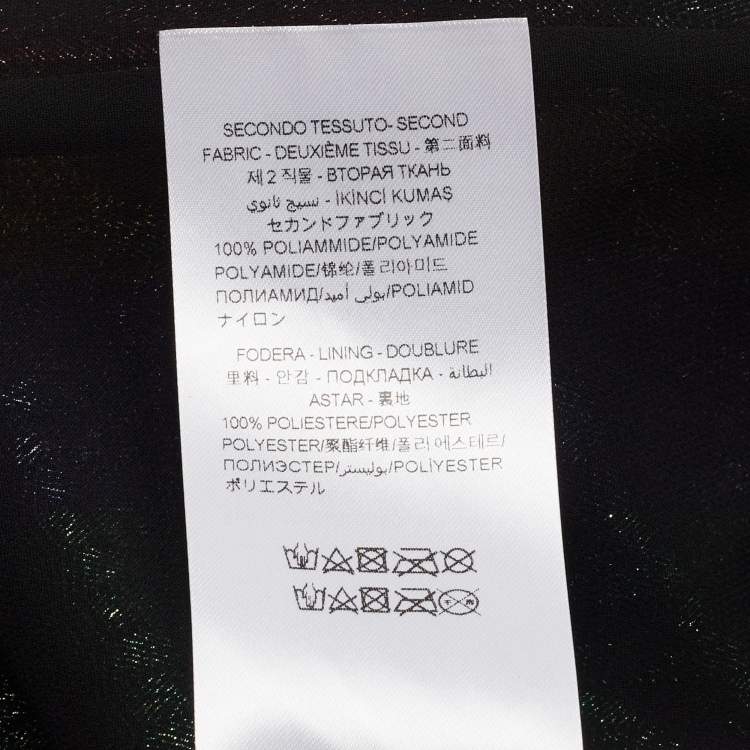 SECONDO TESSUTO- SECOND
FABRIC - DEUXIÈME TISSU - 第二面料
제 2 직물 - ВТОРАЯ ТКАНЬ
نسيج ثانوي - İKİNCİ KUMAŞ
セカンドファブリック
100% POLIAMMIDE/POLYAMIDE
POLYAMIDE/锦纶/폴리아미드
ПОЛИАМИД/بولي أميد/POLIAMID
ナイロン
FODERA - LINING - DOUBLURE
里料 - 안감 - ПОДКЛАДКА - البطانة
ASTAR - 裏地
100% POLIESTERE/POLYESTER
POLYESTER/聚酯纤维/폴리에스테르/
ПОЛИЭСТЕР/بوليستر/POLİYESTER
ポリエステル